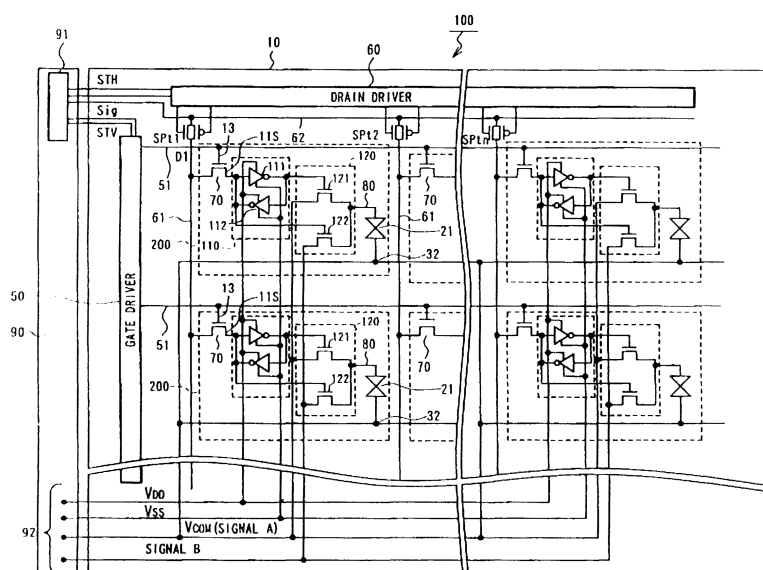 100
91
10
60
STH
DRAIN DRIVER
Sig
STV
SPt1
13
11S
62
SPt2
SPtn
D1
111
120
51
121
80
70
70
61
112
122
61
21
200
110
32
50
GATE DRIVER
13
11S
120
51
121
80
90
70
70
122
21
200
32
VDD
VSS
92
VCOM (SIGNAL A)
SIGNAL B